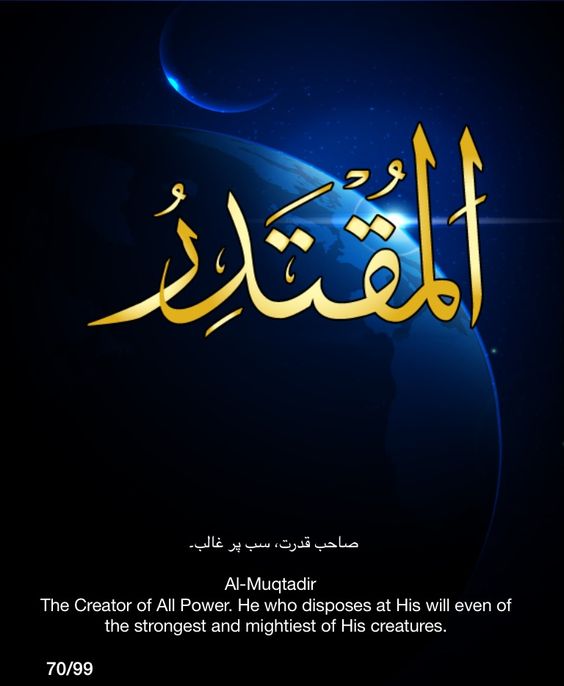 اَلْمُقْتَدِرُ
صاحب قدرت، سب پر غالب۔
Al-Muqtadir
The Creator of All Power. He who disposes at His will even of
the strongest and mightiest of His creatures.
70/99